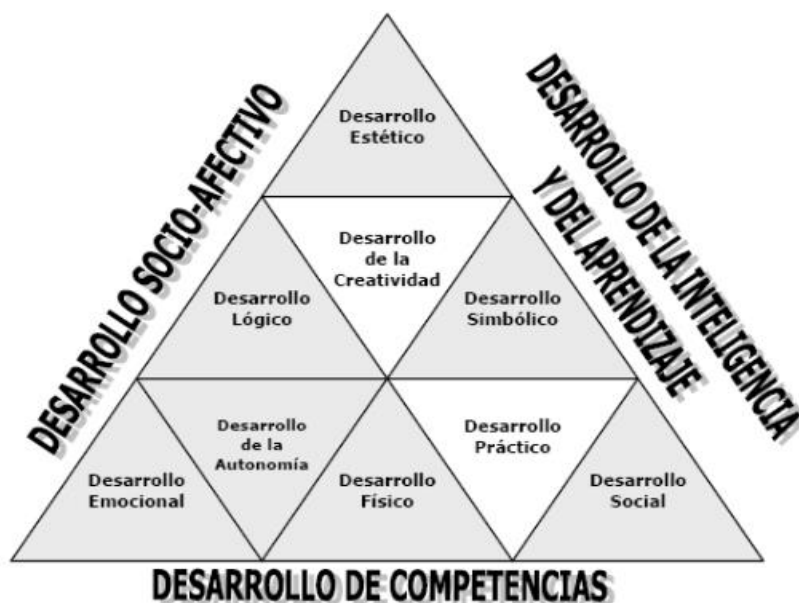 DESARROLLO SOCIO-AFECTIVO
DESARROLLO DE LA INTELIGENCIA
Y DEL APRENDIZAJE
Desarrollo
Estético
Desarrollo
de la
Creatividad
Desarrollo
Lógico
Desarrollo
Simbólico
Desarrollo
Emocional
Desarrollo
de la
Autonomía
Desarrollo
Físico
Desarrollo
Práctico
Desarrollo
Social
DESARROLLO DE COMPETENCIAS